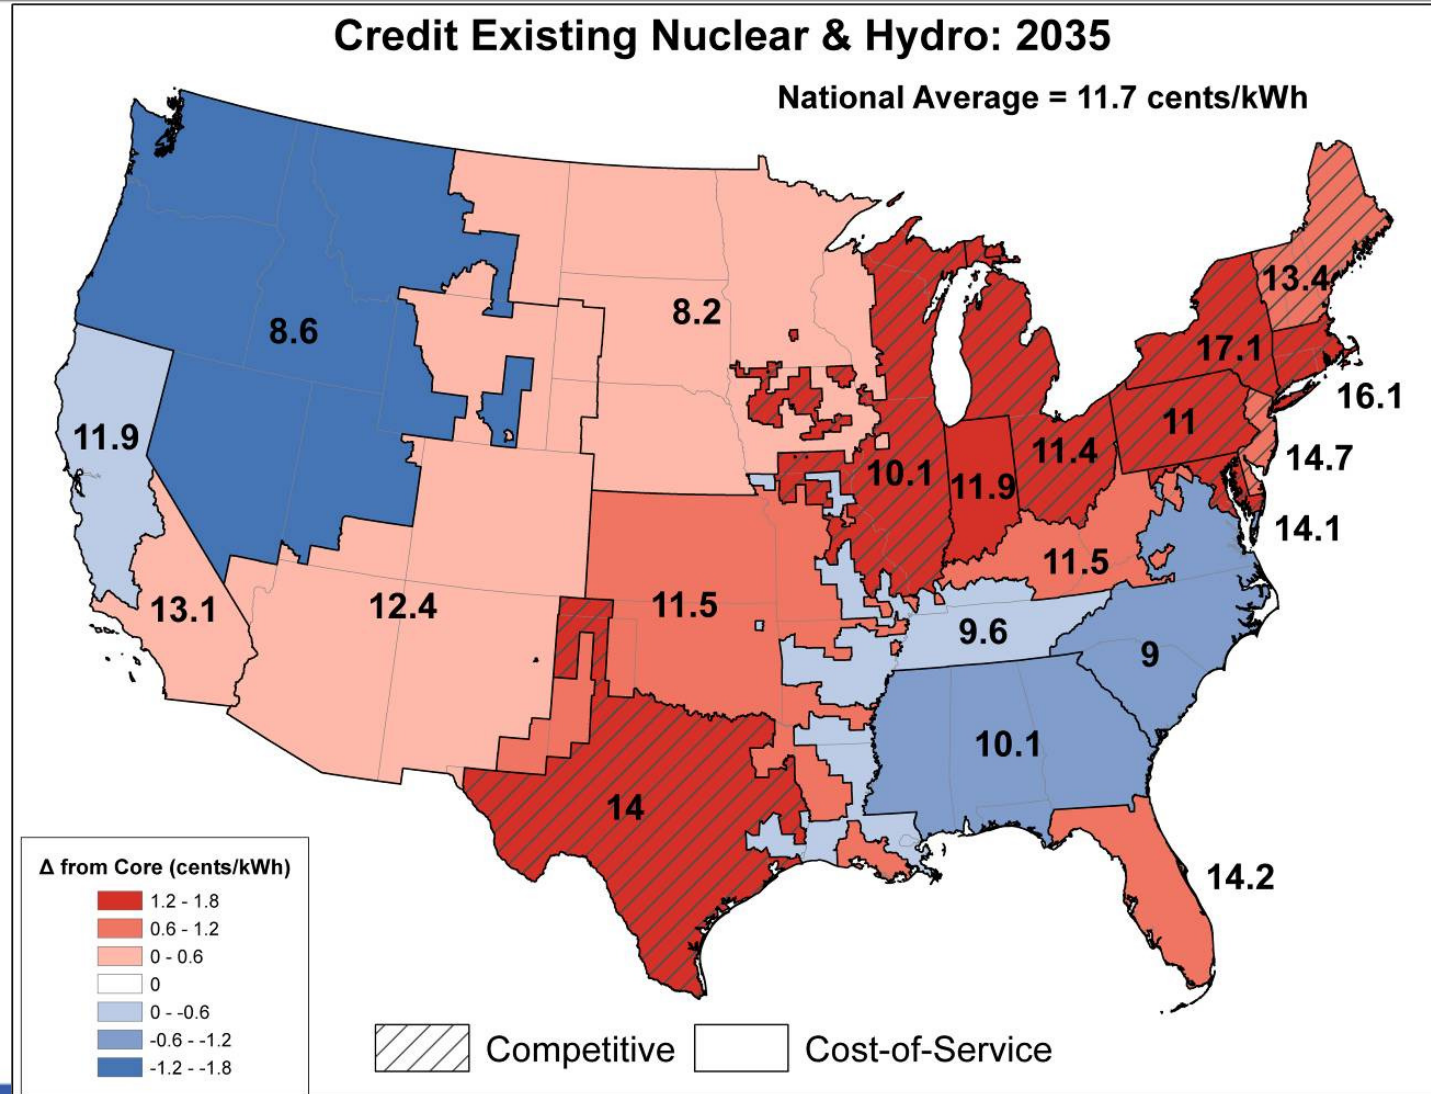 Credit Existing Nuclear & Hydro: 2035
National Average = 11.7 cents/kWh
13.4
8.2
8.6
17.1
16.1
11
11.9
11.4
14.7
10.1
11.9
14.1
11.5
13.1
12.4
11.5
9.6
9
10.1
14
14.2
Δ from Core (cents/kWh)
1.2 - 1.8
0.6 - 1.2
0 - 0.6
0
0 - -0.6
-0.6 - -1.2
-1.2 - -1.8
Competitive
Cost-of-Service